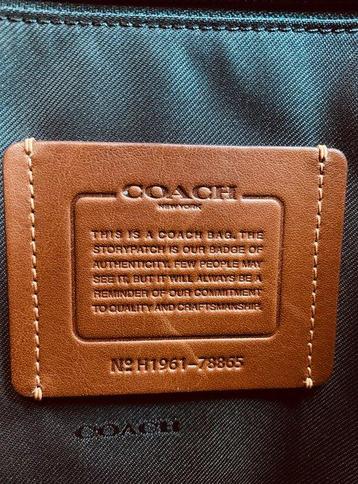 COACH
NEW YORK
THIS IS A COACH BAG. THE
STORYPATCH IS OUR BADGE OF
AUTHENTICITY. FEW PEOPLE MAY
SEE IT, BUT IT WILL ALWAYS BE A
REMINDER OF OUR COMMITMENT
TO QUALITY AND CRAFTSMANSHIP.
Nº H1961-78865
COACH